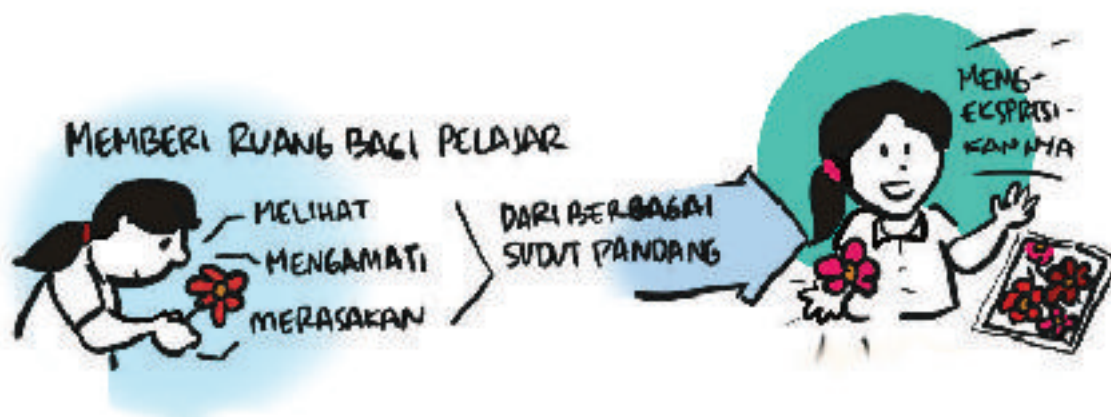 MEMBERI RUANG BAGI PELAJAR
MELIHAT
MENGAMATI
MERASAKAN
DARI BERBAGAI
SUDUT PANDANG
MENG-
EKSPRESI-
KANNYA